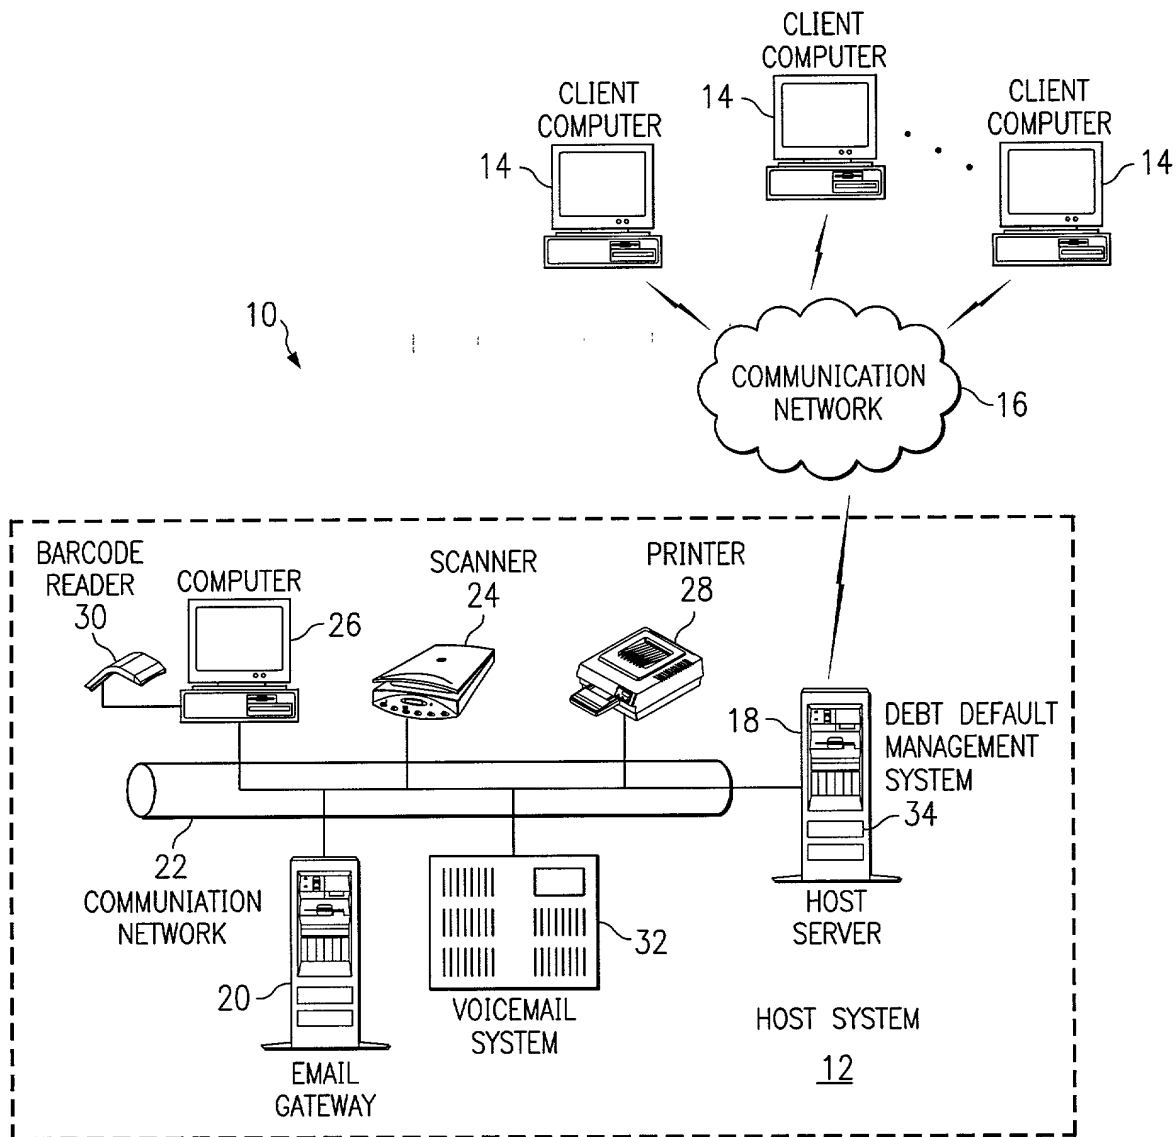 CLIENT
COMPUTER
14
CLIENT
COMPUTER
14
CLIENT
COMPUTER
14
10
COMMUNICATION
NETWORK
16
BARCODE
READER
30
COMPUTER
26
SCANNER
24
PRINTER
28
18
DEBT DEFAULT
MANAGEMENT
SYSTEM
34
HOST
SERVER
22
COMMUNIATION
NETWORK
20
EMAIL
GATEWAY
32
VOICEMAIL
SYSTEM
HOST SYSTEM
12